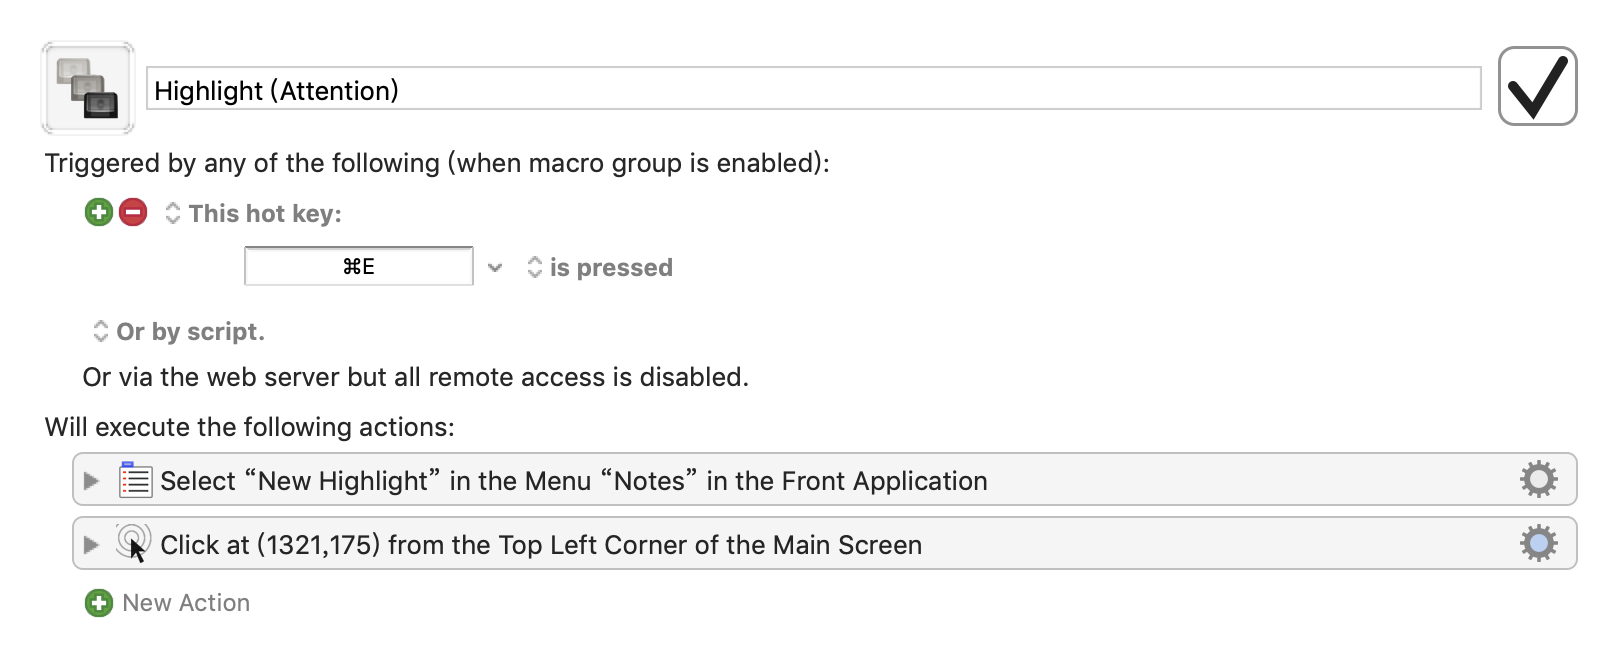 Highlight (Attention)
Triggered by any of the following (when macro group is enabled):
This hot key:
⌘E
is pressed
Or by script.
Or via the web server but all remote access is disabled.
Will execute the following actions:
Select “New Highlight” in the Menu “Notes” in the Front Application
Click at (1321,175) from the Top Left Corner of the Main Screen
New Action